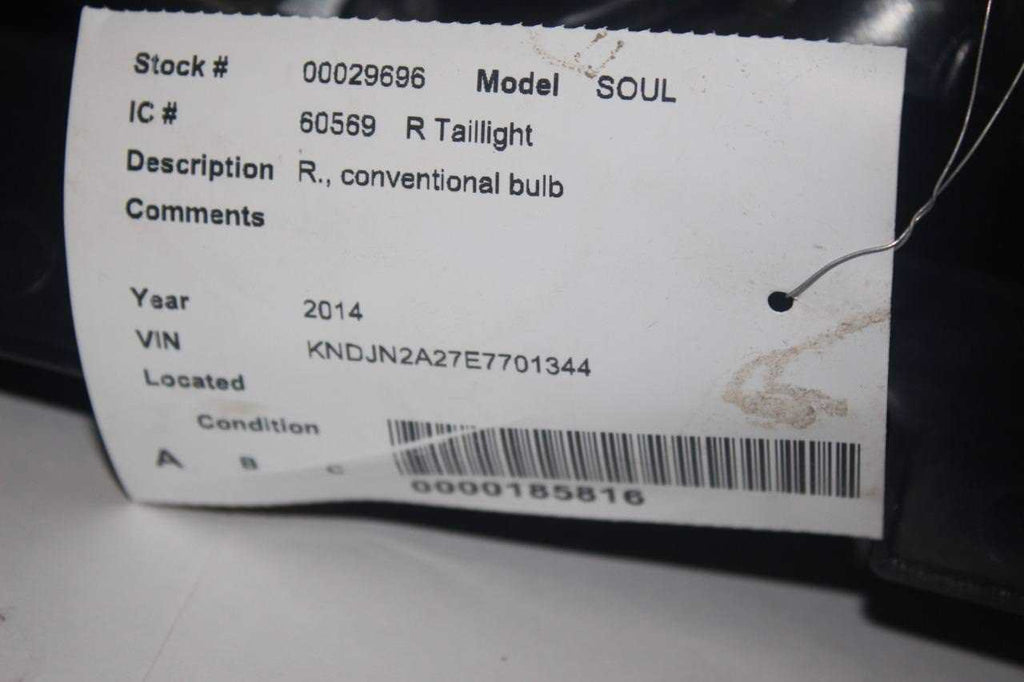 Stock # 00029696 Model SOUL
IC # 60569 R Taillight
Description R., conventional bulb
Comments
Year 2014
VIN KNDJN2A27E7701344
Located
Condition
A B C
0000185816